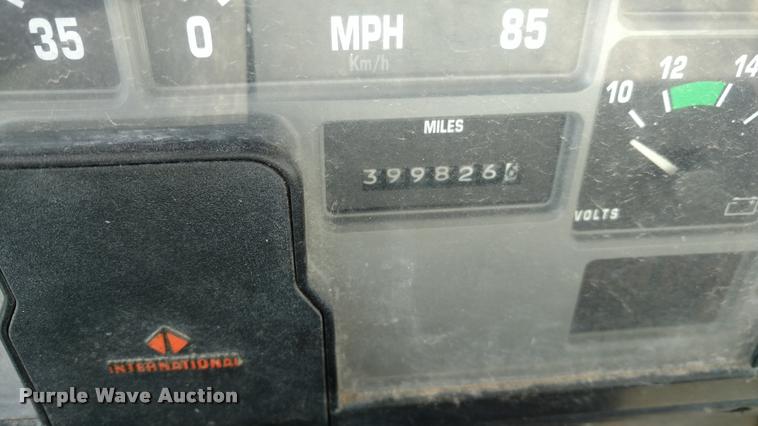 35
0
MPH
Km/h
85
MILES
399826
10 12 14
VOLTS
INTERNATIONAL
Purple Wave Auction